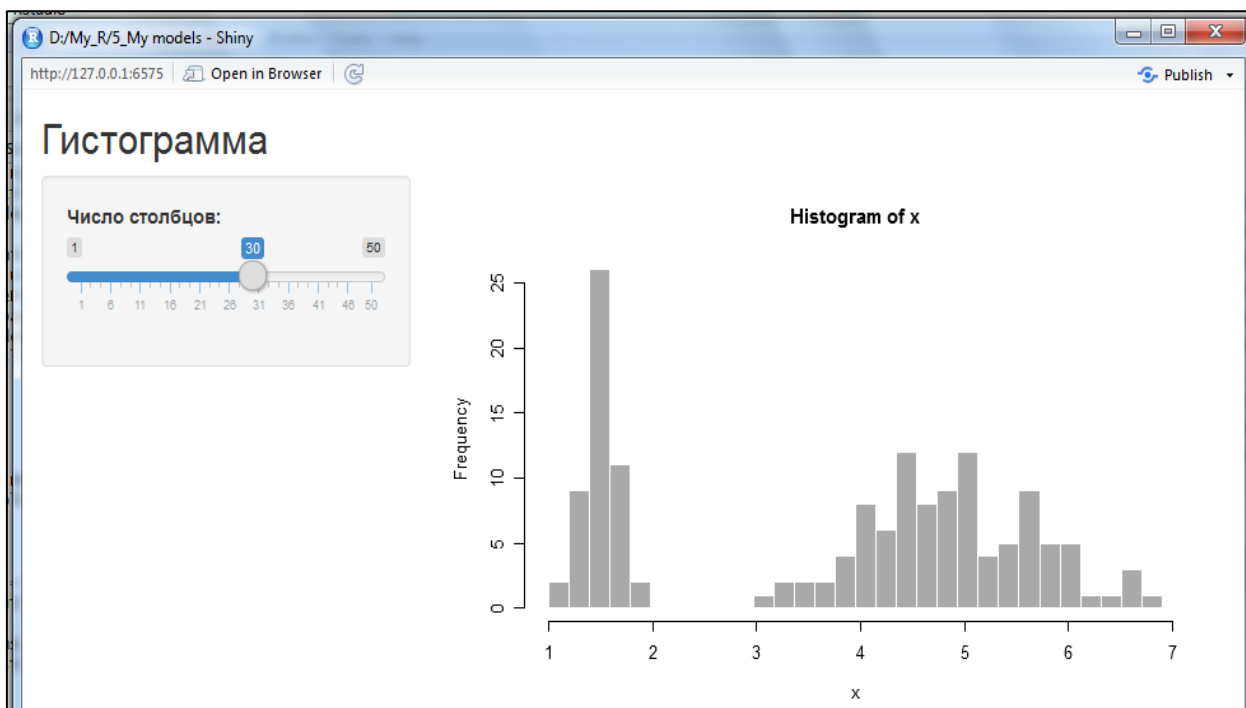 D:/My_R/5_My models - Shiny
http://127.0.0.1:6575 Open in Browser Publish
Гистограмма
Число столбцов:
1 30 50
1 6 11 16 21 26 31 36 41 46 50
Histogram of x
Frequency
25
20
15
10
5
0
1 2 3 4 5 6 7
x